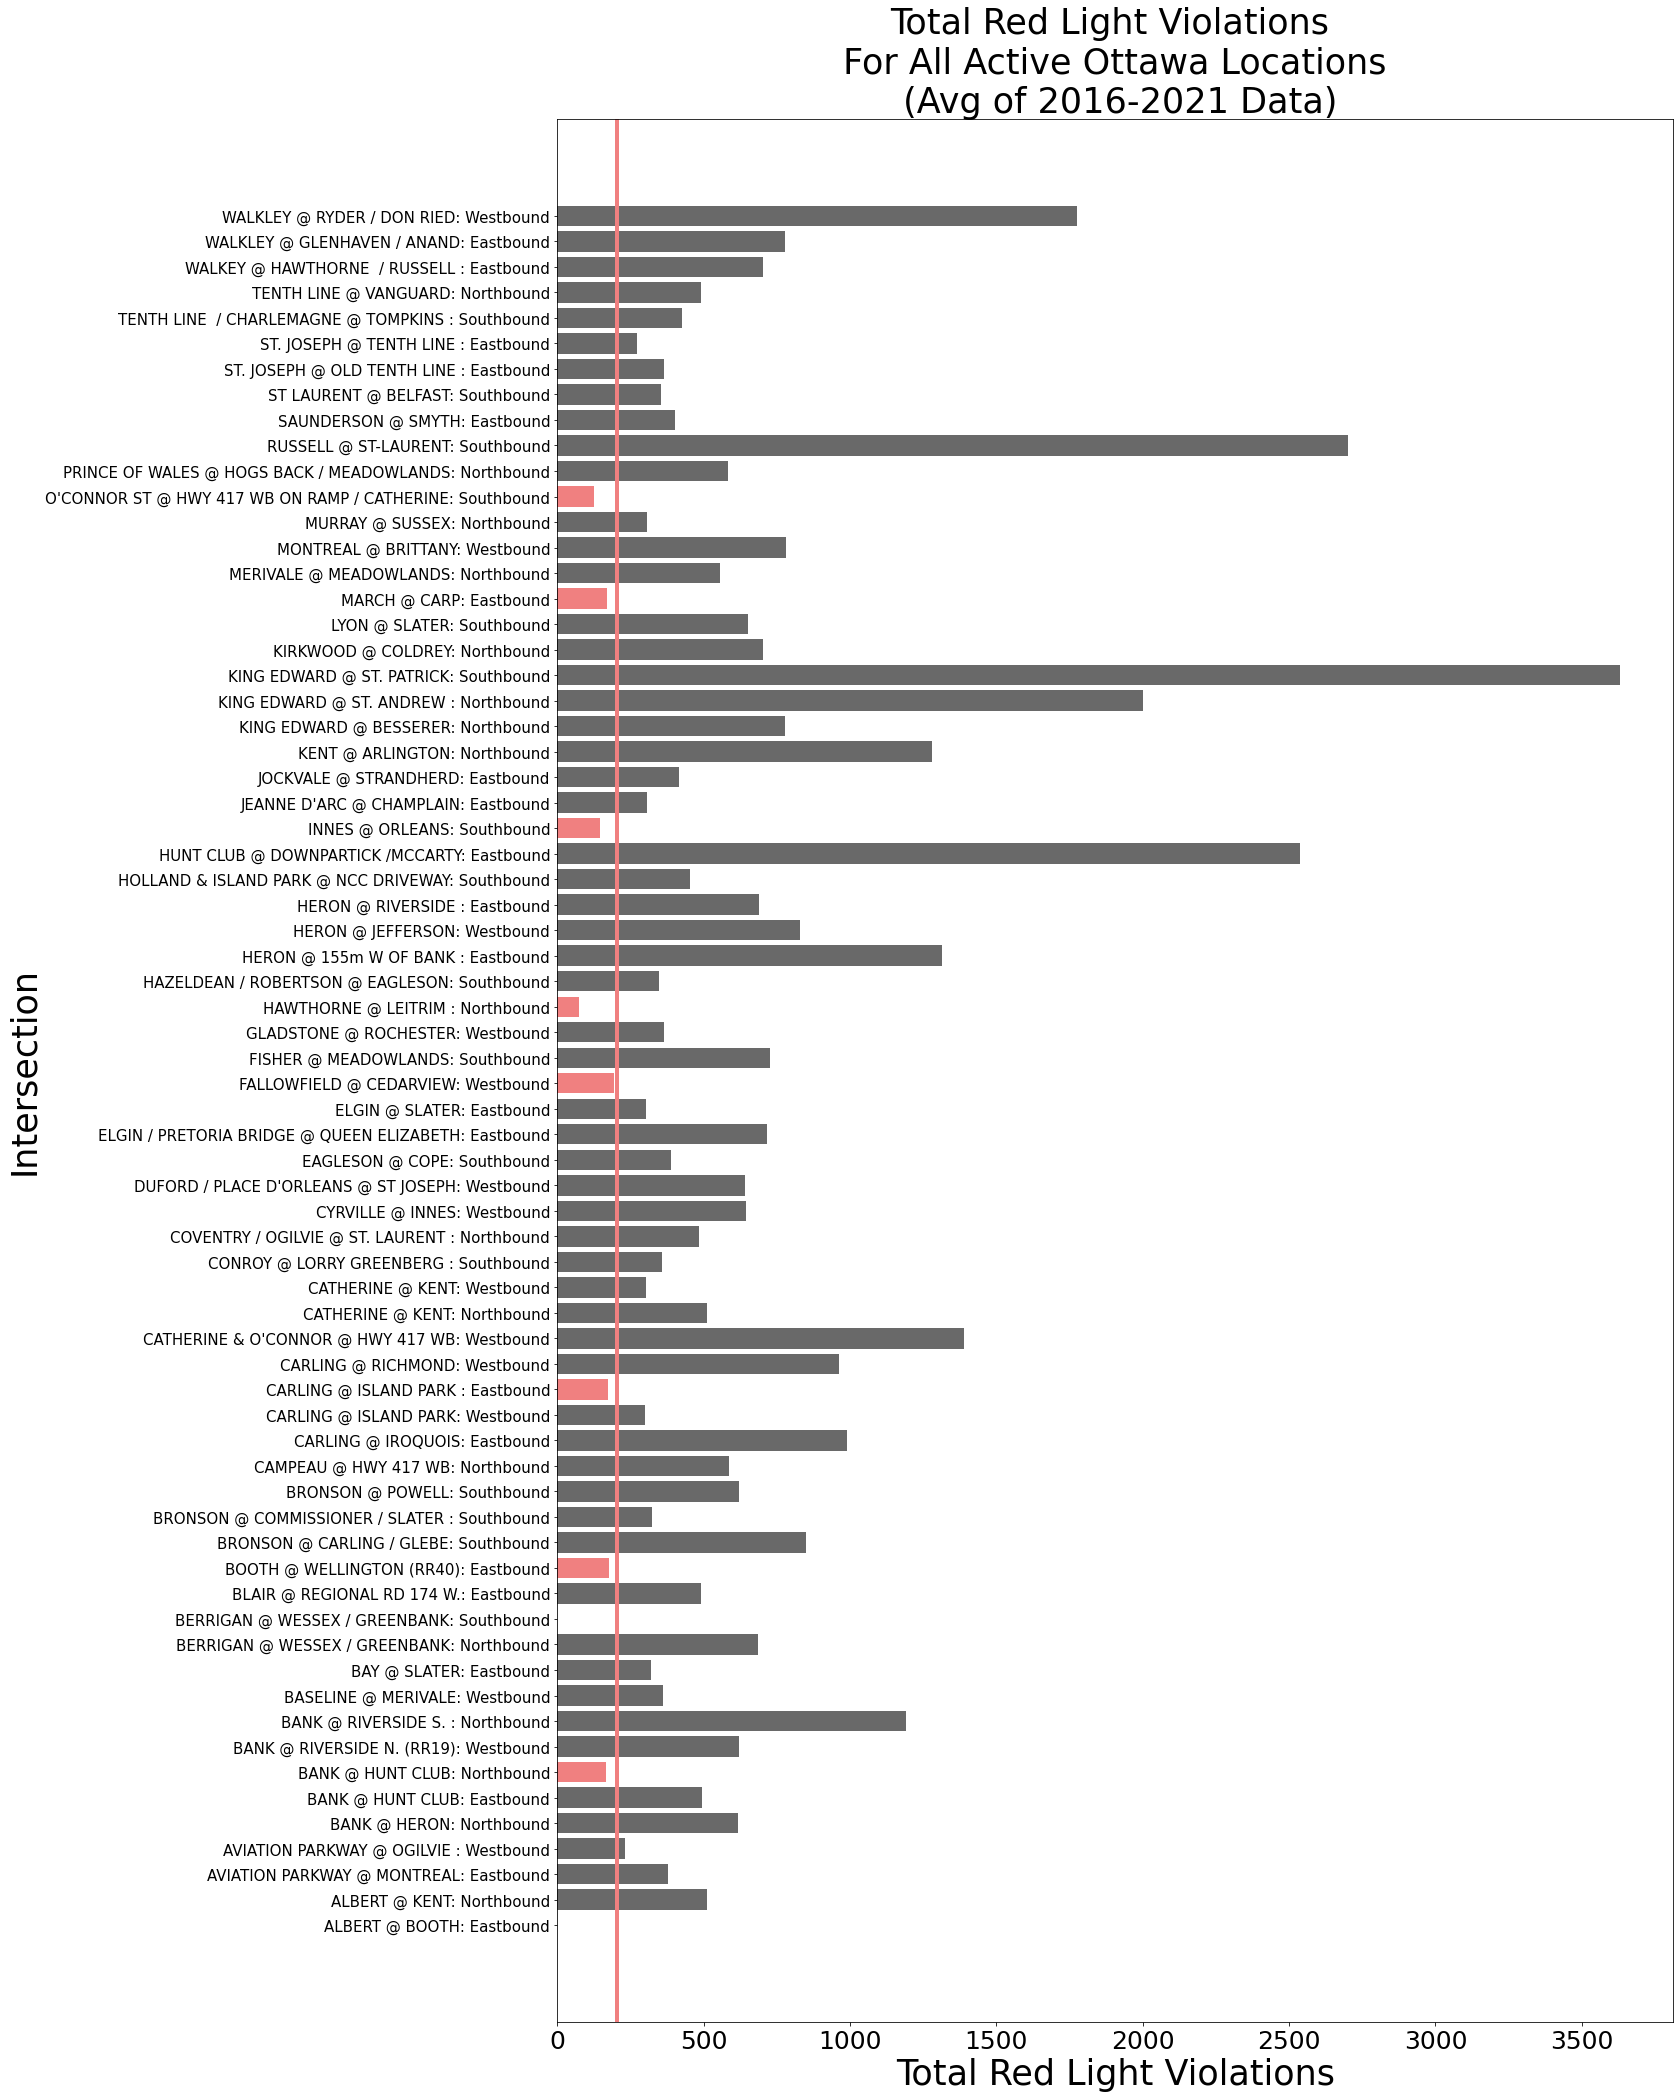 Total Red Light Violations
For All Active Ottawa Locations
(Avg of 2016-2021 Data)
WALKLEY @ RYDER / DON RIED: Westbound
WALKLEY @ GLENHAVEN / ANAND: Eastbound
WALKEY @ HAWTHORNE  / RUSSELL : Eastbound
TENTH LINE @ VANGUARD: Northbound
TENTH LINE  / CHARLEMAGNE @ TOMPKINS : Southbound
ST. JOSEPH @ TENTH LINE : Eastbound
ST. JOSEPH @ OLD TENTH LINE : Eastbound
ST LAURENT @ BELFAST: Southbound
SAUNDERSON @ SMYTH: Eastbound
RUSSELL @ ST-LAURENT: Southbound
PRINCE OF WALES @ HOGS BACK / MEADOWLANDS: Northbound
O'CONNOR ST @ HWY 417 WB ON RAMP / CATHERINE: Southbound
MURRAY @ SUSSEX: Northbound
MONTREAL @ BRITTANY: Westbound
MERIVALE @ MEADOWLANDS: Northbound
MARCH @ CARP: Eastbound
LYON @ SLATER: Southbound
KIRKWOOD @ COLDREY: Northbound
KING EDWARD @ ST. PATRICK: Southbound
KING EDWARD @ ST. ANDREW : Northbound
KING EDWARD @ BESSERER: Northbound
KENT @ ARLINGTON: Northbound
JOCKVALE @ STRANDHERD: Eastbound
JEANNE D'ARC @ CHAMPLAIN: Eastbound
INNES @ ORLEANS: Southbound
HUNT CLUB @ DOWNPARTICK /MCCARTY: Eastbound
HOLLAND & ISLAND PARK @ NCC DRIVEWAY: Southbound
HERON @ RIVERSIDE : Eastbound
HERON @ JEFFERSON: Westbound
HERON @ 155m W OF BANK : Eastbound
HAZELDEAN / ROBERTSON @ EAGLESON: Southbound
HAWTHORNE @ LEITRIM : Northbound
GLADSTONE @ ROCHESTER: Westbound
FISHER @ MEADOWLANDS: Southbound
FALLOWFIELD @ CEDARVIEW: Westbound
ELGIN @ SLATER: Eastbound
ELGIN / PRETORIA BRIDGE @ QUEEN ELIZABETH: Eastbound
EAGLESON @ COPE: Southbound
DUFORD / PLACE D'ORLEANS @ ST JOSEPH: Westbound
CYRVILLE @ INNES: Westbound
COVENTRY / OGILVIE @ ST. LAURENT : Northbound
CONROY @ LORRY GREENBERG : Southbound
CATHERINE @ KENT: Westbound
CATHERINE @ KENT: Northbound
CATHERINE & O'CONNOR @ HWY 417 WB: Westbound
CARLING @ RICHMOND: Westbound
CARLING @ ISLAND PARK : Eastbound
CARLING @ ISLAND PARK: Westbound
CARLING @ IROQUOIS: Eastbound
CAMPEAU @ HWY 417 WB: Northbound
BRONSON @ POWELL: Southbound
BRONSON @ COMMISSIONER / SLATER : Southbound
BRONSON @ CARLING / GLEBE: Southbound
BOOTH @ WELLINGTON (RR40): Eastbound
BLAIR @ REGIONAL RD 174 W.: Eastbound
BERRIGAN @ WESSEX / GREENBANK: Southbound
BERRIGAN @ WESSEX / GREENBANK: Northbound
BAY @ SLATER: Eastbound
BASELINE @ MERIVALE: Westbound
BANK @ RIVERSIDE S. : Northbound
BANK @ RIVERSIDE N. (RR19): Westbound
BANK @ HUNT CLUB: Northbound
BANK @ HUNT CLUB: Eastbound
BANK @ HERON: Northbound
AVIATION PARKWAY @ OGILVIE : Westbound
AVIATION PARKWAY @ MONTREAL: Eastbound
ALBERT @ KENT: Northbound
ALBERT @ BOOTH: Eastbound
Intersection
0 500 1000 1500 2000 2500 3000 3500
Total Red Light Violations